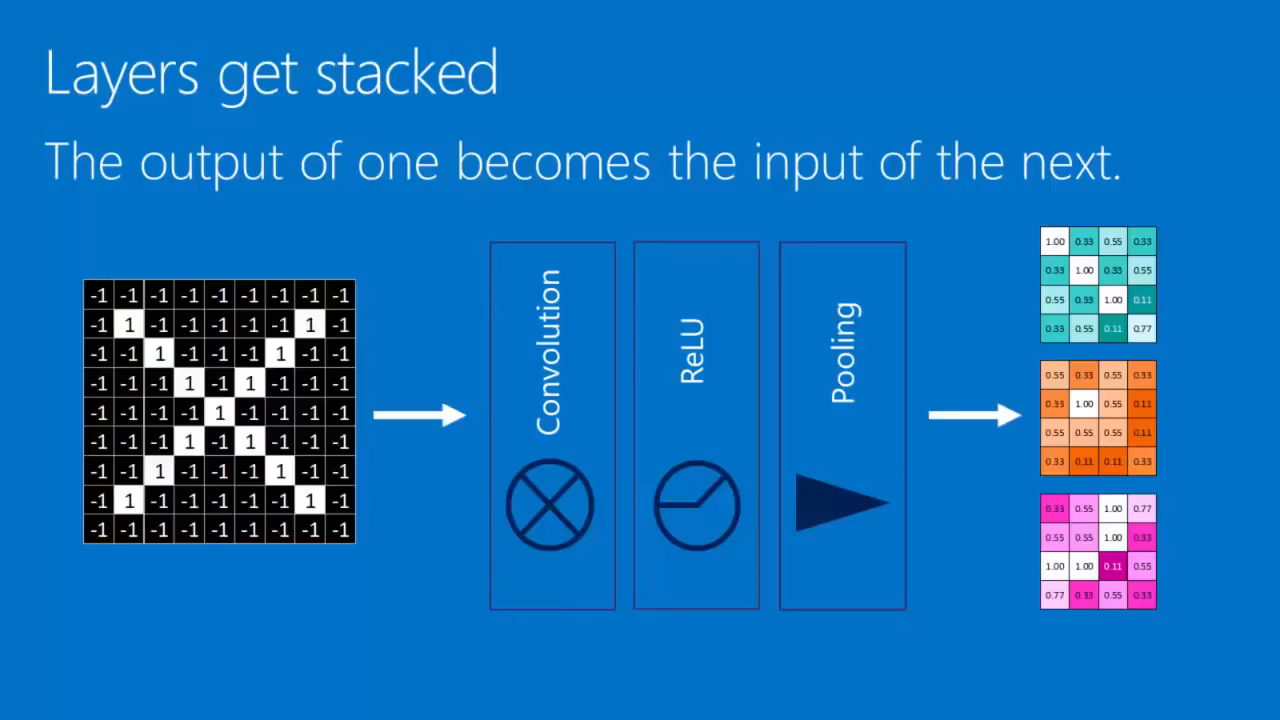 Layers get stacked
The output of one becomes the input of the next.
-1 -1 -1 -1 -1 -1 -1 -1 -1
-1 1 -1 -1 -1 -1 -1 1 -1
-1 -1 1 -1 -1 -1 1 -1 -1
-1 -1 -1 1 -1 1 -1 -1 -1
-1 -1 -1 -1 1 -1 -1 -1 -1
-1 -1 -1 1 -1 1 -1 -1 -1
-1 -1 1 -1 -1 -1 1 -1 -1
-1 1 -1 -1 -1 -1 -1 1 -1
-1 -1 -1 -1 -1 -1 -1 -1 -1
Convolution
ReLU
Pooling
1.00 0.33 0.55 0.33
0.33 1.00 0.33 0.55
0.55 0.33 1.00 0.11
0.33 0.55 0.11 0.77
0.55 0.33 0.55 0.33
0.33 1.00 0.55 0.11
0.55 0.55 0.55 0.11
0.33 0.11 0.11 0.33
0.33 0.55 1.00 0.77
0.55 0.55 1.00 0.33
1.00 1.00 0.11 0.55
0.77 0.33 0.55 0.33